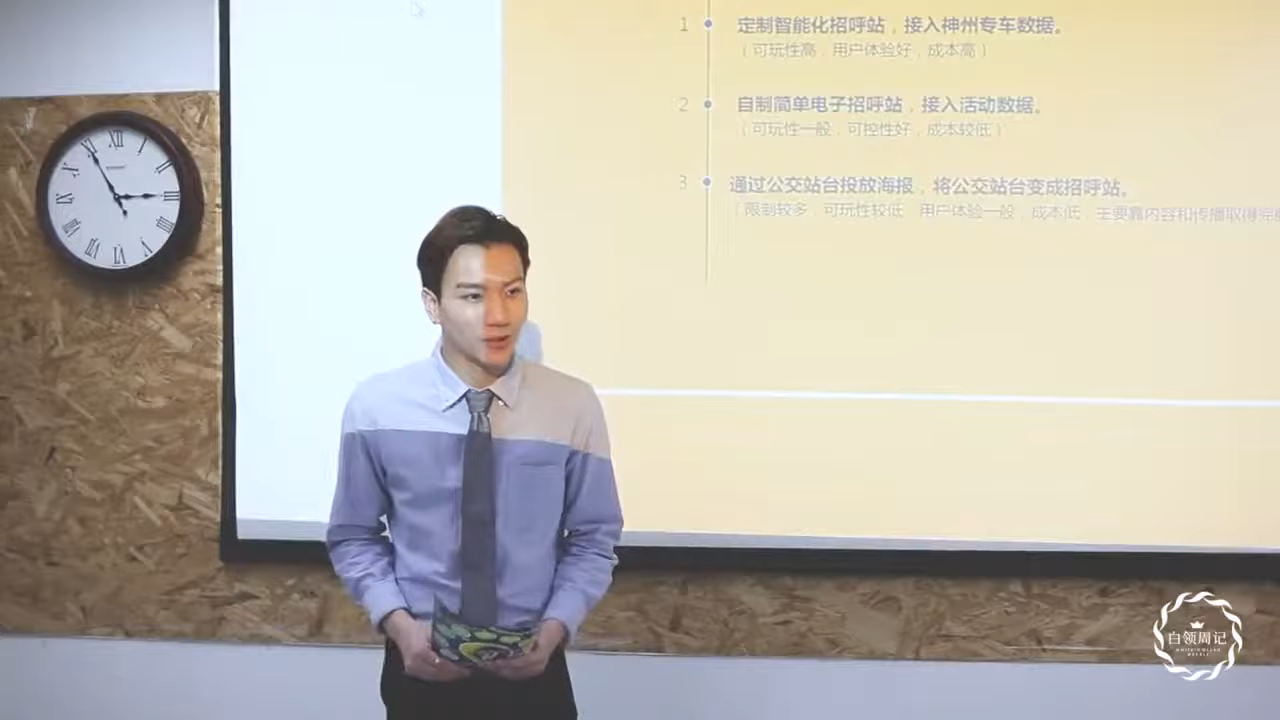 1 定制智能化招呼站，接入神州专车数据。
（可玩性高，用户体验好，成本高）
2 自制简单电子招呼站，接入活动数据。
（可玩性一般，可控性好，成本较低）
3 通过公交站台投放海报，将公交站台变成招呼站。
（限制较多，可玩性较低，用户体验一般，成本低，主要靠内容和传播取得
白领周记